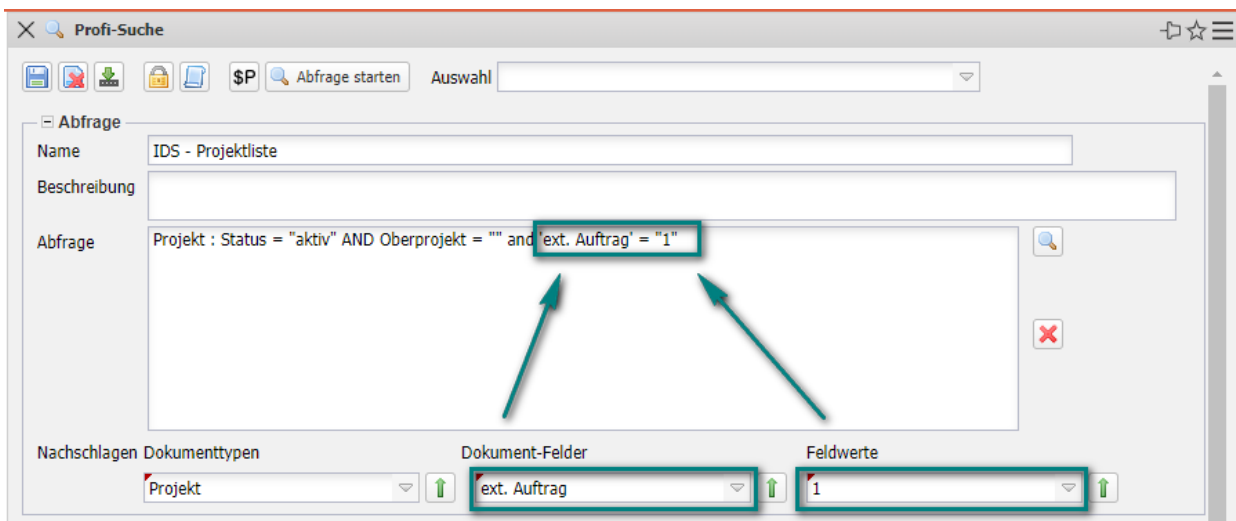 Profi-Suche
$P Abfrage starten Auswahl
Abfrage
Name IDS - Projektliste
Beschreibung
Abfrage Projekt : Status = "aktiv" AND Oberprojekt = "" and 'ext. Auftrag' = "1"
Nachschlagen Dokumenttypen Dokument-Felder Feldwerte
Projekt ext. Auftrag 1